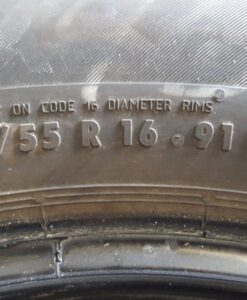 ON CODE 16 DIAMETER RIMS
/55 R 16 91